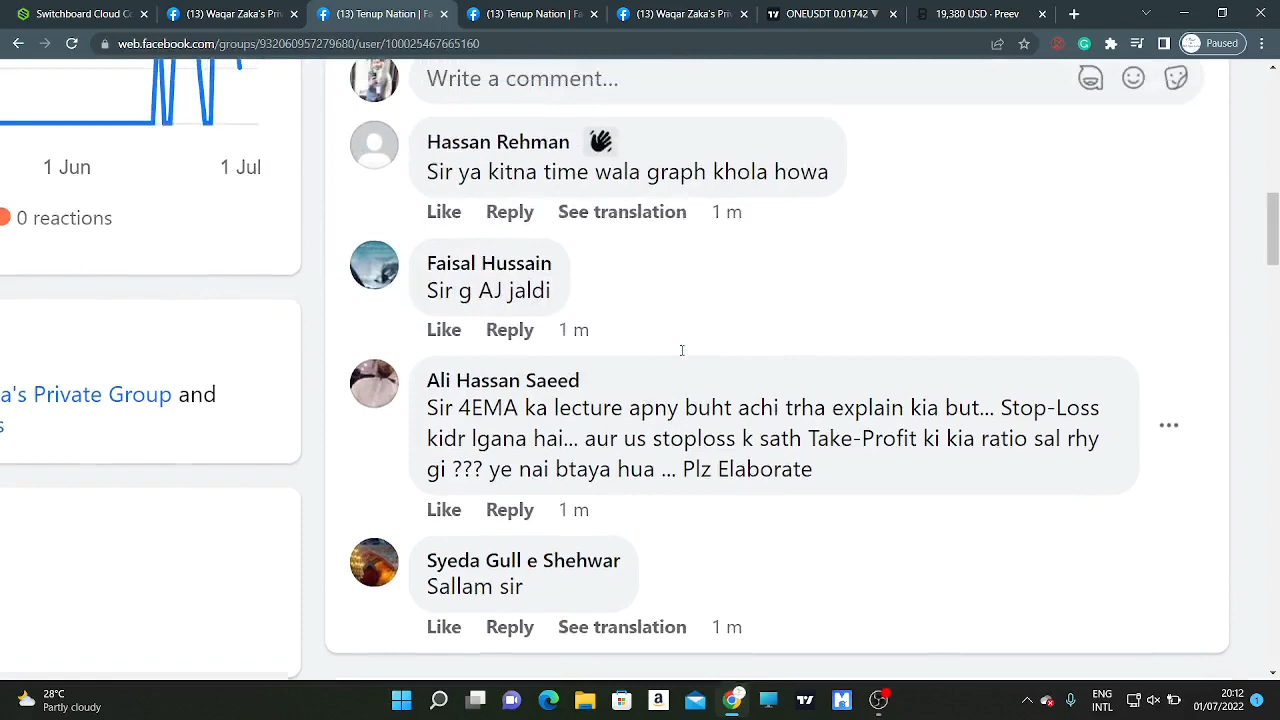 Switchboard Cloud Co
(13) Waqar Zaka's Priv
(13) Tenup Nation | Fa
(13) Tenup Nation | Fa
(13) Waqar Zaka's Priv
ONEUSDT 0.01742 ▼
19,380 USD - Preev
web.facebook.com/groups/932060957279680/user/100025467665160
Paused
1 Jun
1 Jul
0 reactions
a's Private Group and
s
Write a comment...
Hassan Rehman
Sir ya kitna time wala graph khola howa
Like Reply See translation 1 m
Faisal Hussain
Sir g AJ jaldi
Like Reply 1 m
Ali Hassan Saeed
Sir 4EMA ka lecture apny buht achi trha explain kia but... Stop-Loss
kidr lgana hai... aur us stoploss k sath Take-Profit ki kia ratio sal rhy
gi ??? ye nai btaya hua ... Plz Elaborate
Like Reply 1 m
Syeda Gull e Shehwar
Sallam sir
Like Reply See translation 1 m
28°C
Partly cloudy
ENG
INTL
20:12
01/07/2022